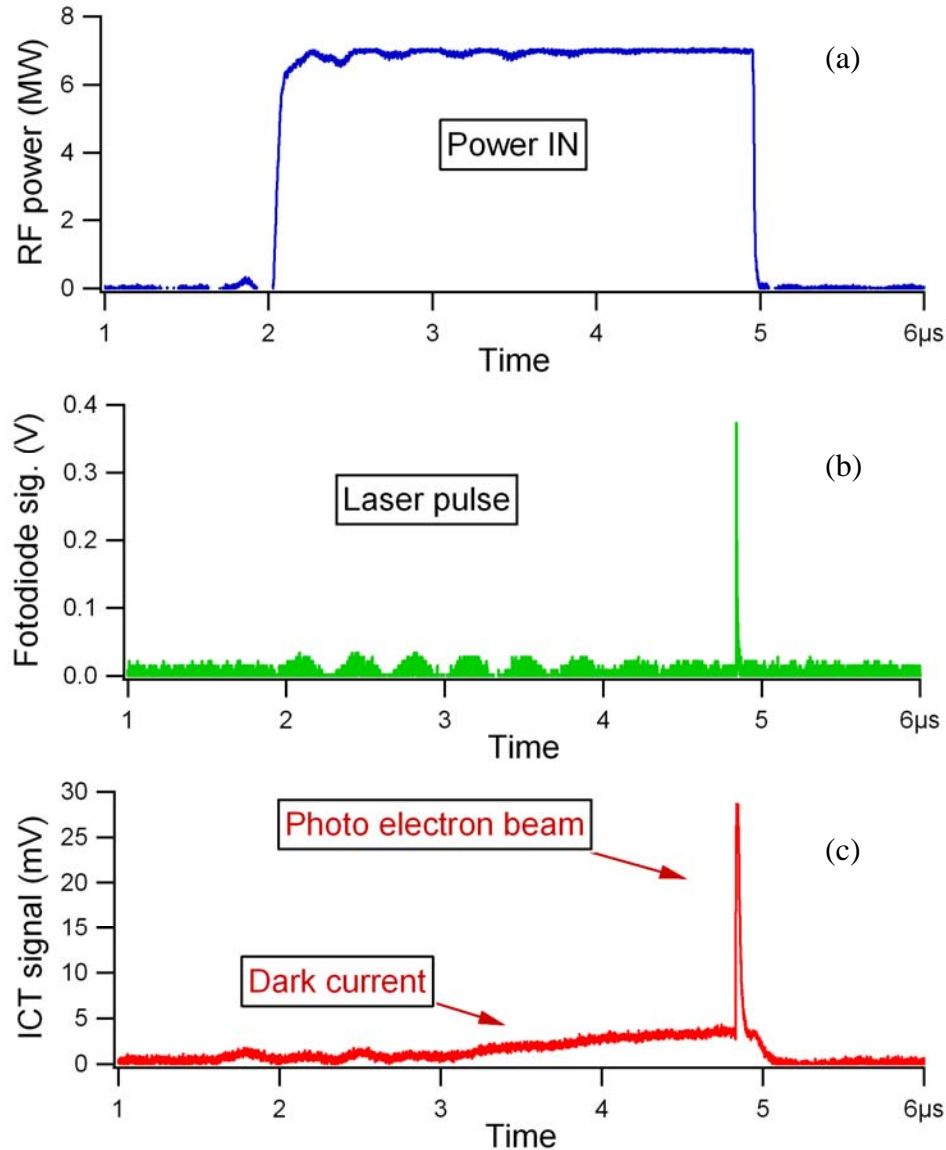 8
6
4
2
0
RF power (MW)
Power IN
(a)
1 2 3 4 5 6µs
Time
0.4
0.3
0.2
0.1
0.0
Fotodiode sig. (V)
Laser pulse
(b)
1 2 3 4 5 6µs
Time
30
25
20
15
10
5
0
ICT signal (mV)
Photo electron beam
(c)
Dark current
1 2 3 4 5 6µs
Time